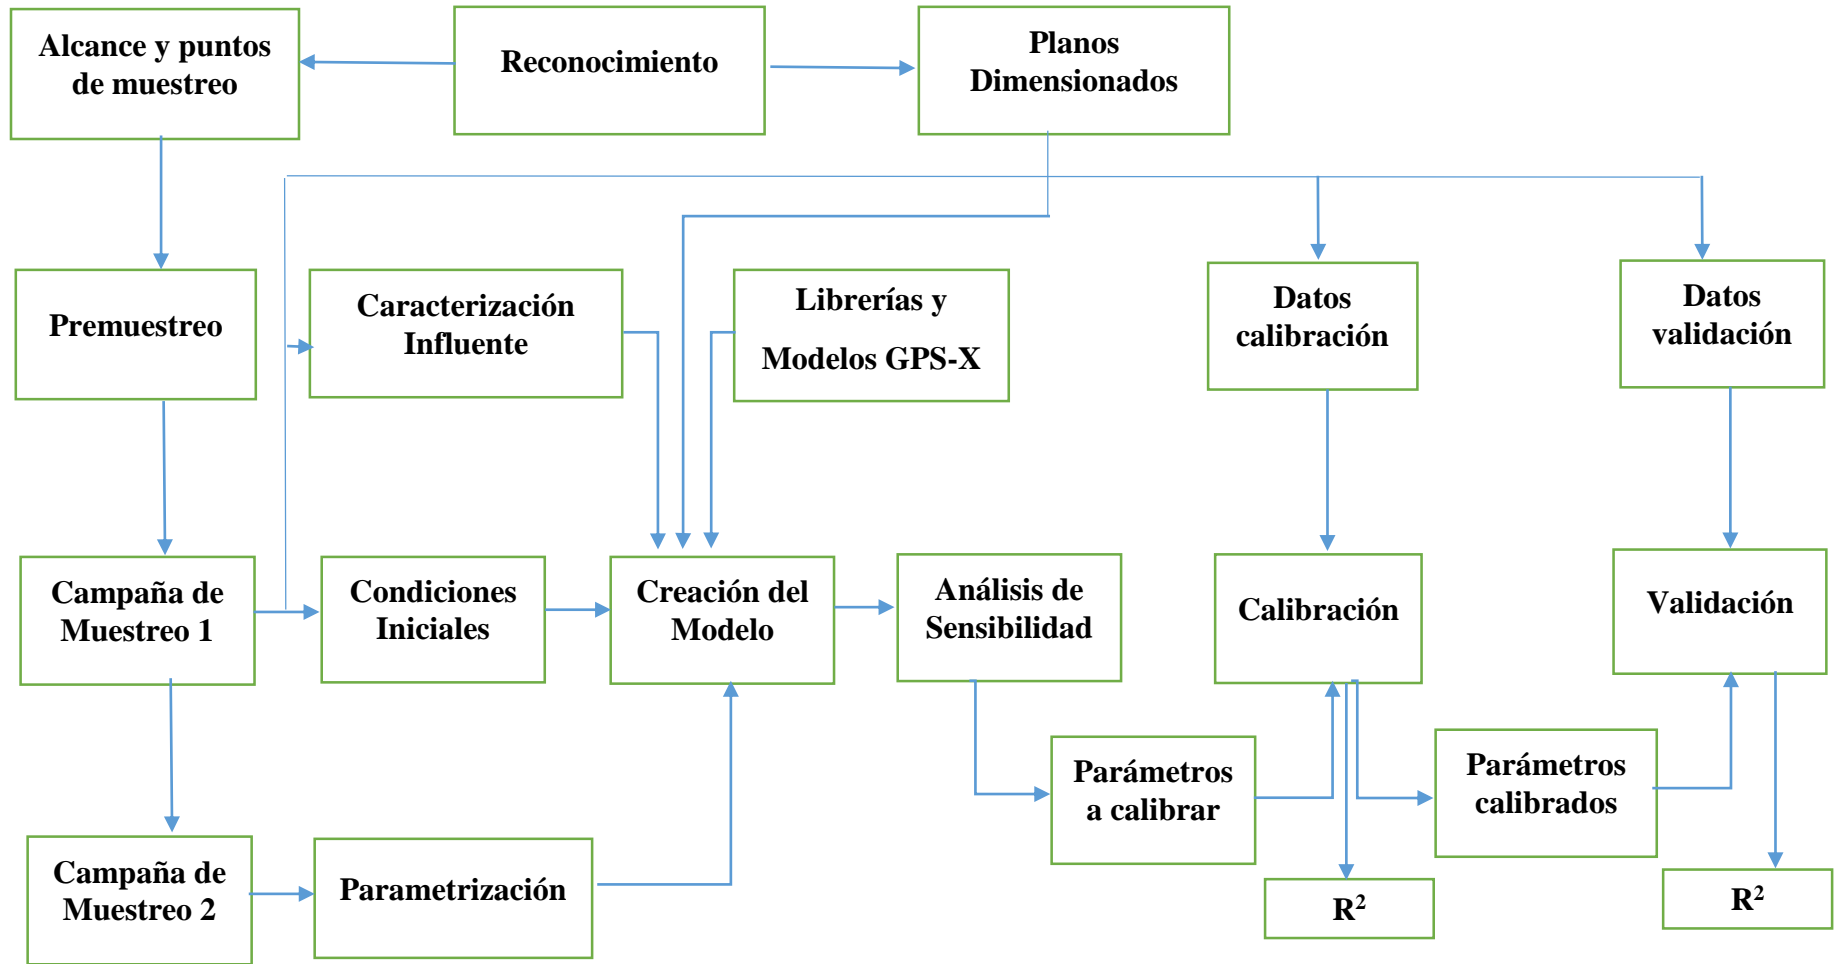 Alcance y puntos
de muestreo
Reconocimiento
Planos
Dimensionados
Premuestreo
Caracterización
Influente
Librerías y
Modelos GPS-X
Datos
calibración
Datos
validación
Campaña de
Muestreo 1
Condiciones
Iniciales
Creación del
Modelo
Análisis de
Sensibilidad
Calibración
Validación
Parámetros
a calibrar
Parámetros
calibrados
Campaña de
Muestreo 2
Parametrización
R²
R²